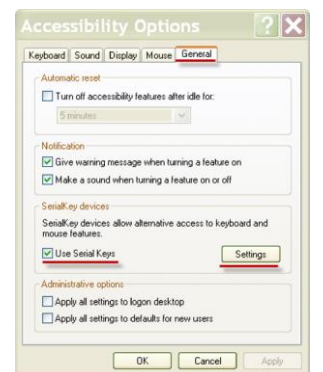 Accessibility Options
Keyboard Sound Display Mouse General
Automatic reset
Turn off accessibility features after idle for:
5 minutes
Notification
Give warning message when turning a feature on
Make a sound when turning a feature on or off
SerialKey devices
SerialKey devices allow alternative access to keyboard and
mouse features.
Use Serial Keys Settings
Administrative options
Apply all settings to logon desktop
Apply all settings to defaults for new users
OK Cancel Apply